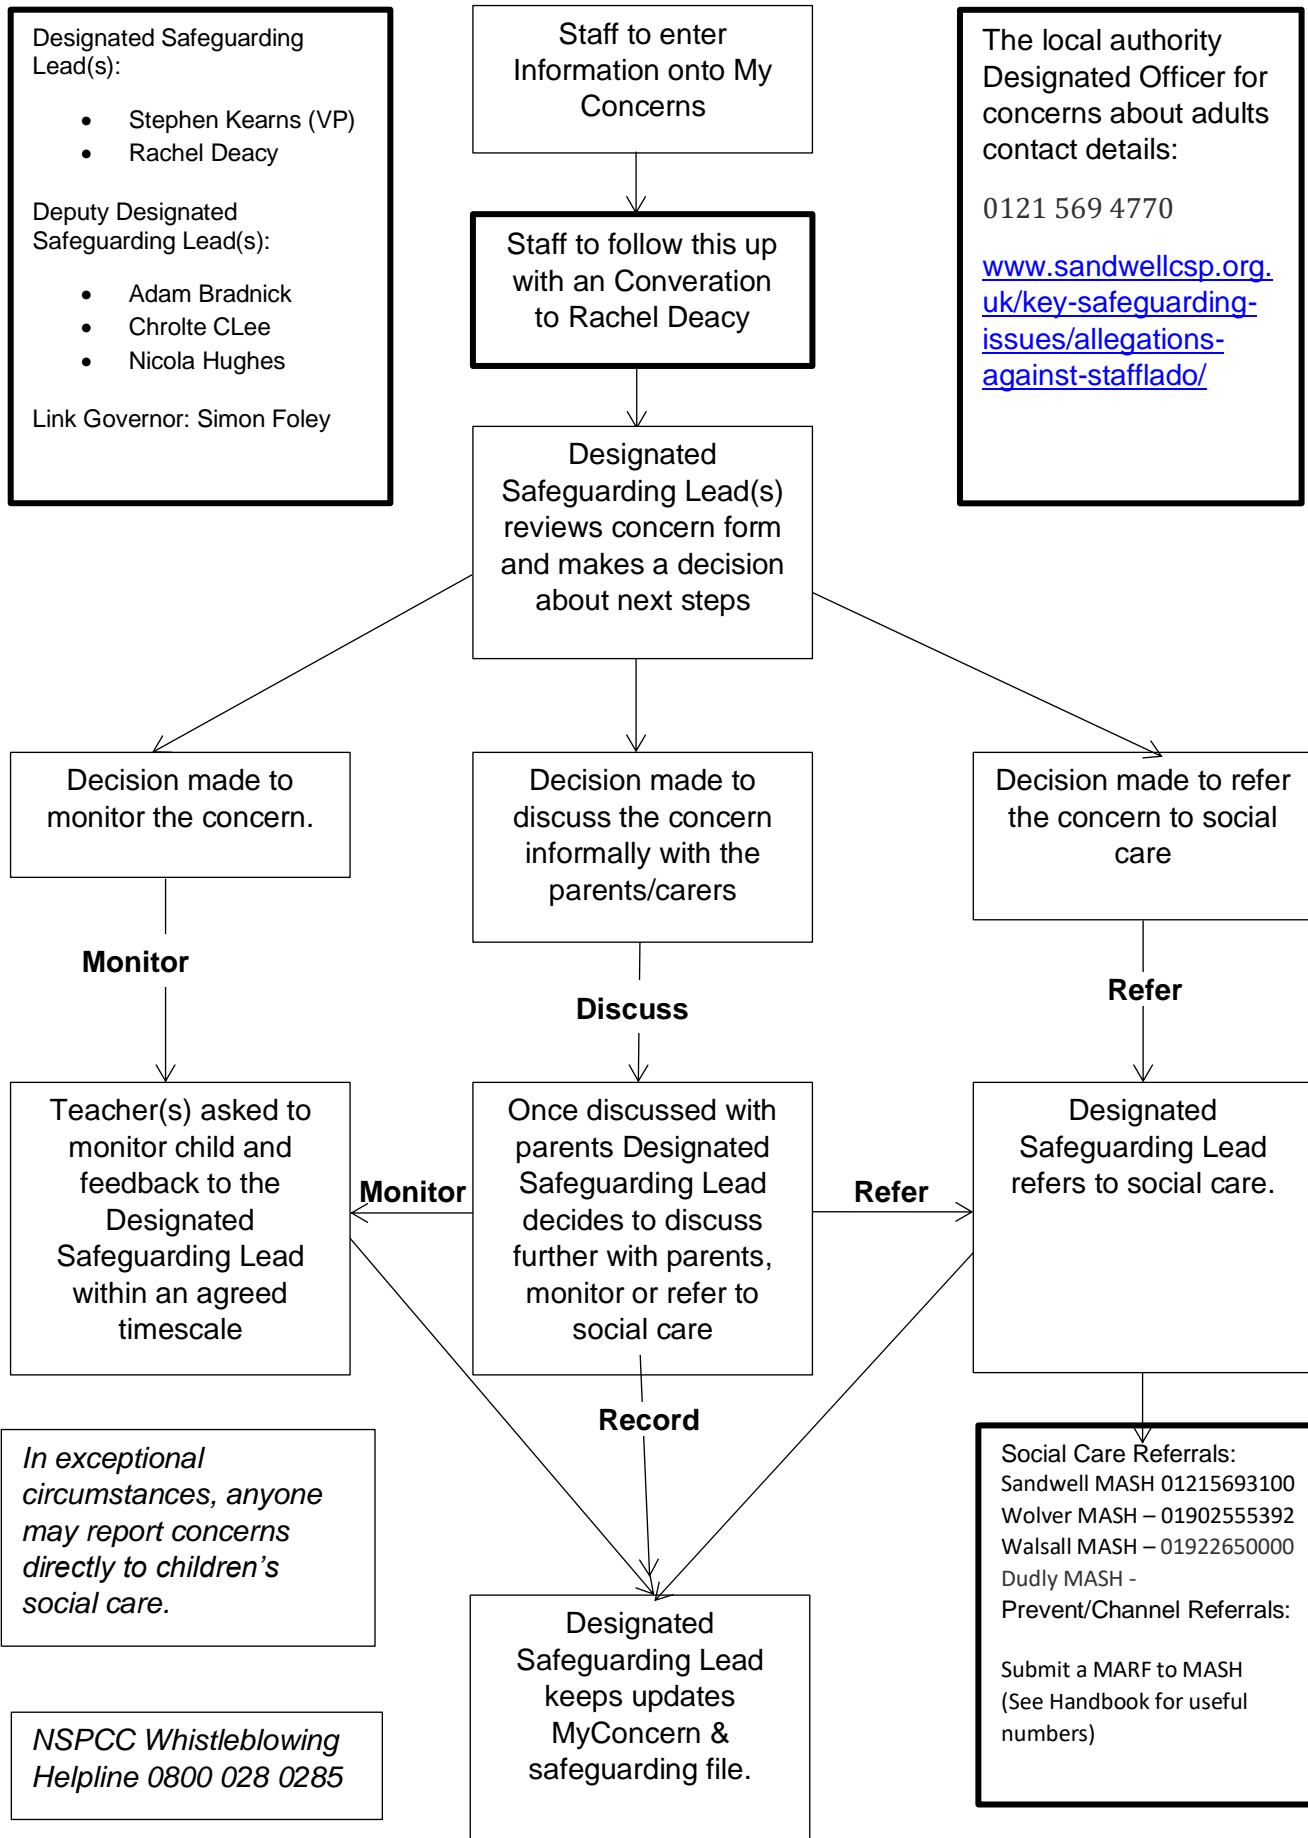 Designated Safeguarding
Lead(s):
• Stephen Kearns (VP)
• Rachel Deacy
Deputy Designated
Safeguarding Lead(s):
• Adam Bradnick
• Chrolte CLee
• Nicola Hughes
Link Governor: Simon Foley
Staff to enter
Information onto My
Concerns
The local authority
Designated Officer for
concerns about adults
contact details:
0121 569 4770
www.sandwellcsp.org.
uk/key-safeguarding-
issues/allegations-
against-stafflado/
Staff to follow this up
with an Converation
to Rachel Deacy
Designated
Safeguarding Lead(s)
reviews concern form
and makes a decision
about next steps
Decision made to
monitor the concern.
Decision made to
discuss the concern
informally with the
parents/carers
Decision made to refer
the concern to social
care
Monitor
Discuss
Refer
Teacher(s) asked to
monitor child and
feedback to the
Designated
Safeguarding Lead
within an agreed
timescale
Monitor
Once discussed with
parents Designated
Safeguarding Lead
decides to discuss
further with parents,
monitor or refer to
social care
Refer
Designated
Safeguarding Lead
refers to social care.
Record
In exceptional
circumstances, anyone
may report concerns
directly to children’s
social care.
NSPCC Whistleblowing
Helpline 0800 028 0285
Designated
Safeguarding Lead
keeps updates
MyConcern &
safeguarding file.
Social Care Referrals:
Sandwell MASH 01215693100
Wolver MASH – 01902555392
Walsall MASH – 01922650000
Dudly MASH -
Prevent/Channel Referrals:
Submit a MARF to MASH
(See Handbook for useful
numbers)